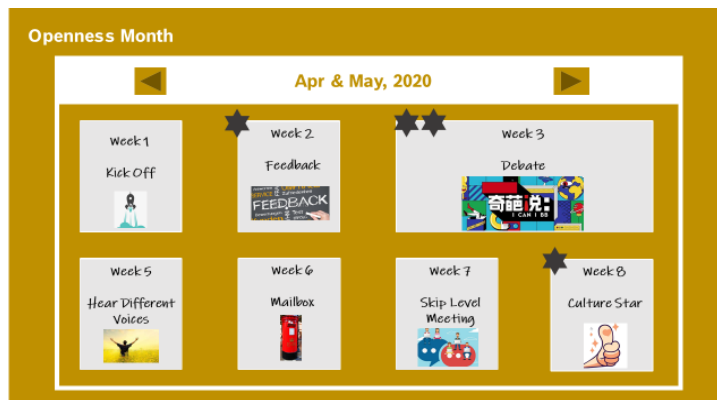 Openness Month
Apr & May, 2020
Week 1
Kick Off
Week 2
Feedback
FEEDBACK
Week 3
Debate
奇葩说:
I CAN I BB
Week 5
Hear Different
Voices
Week 6
Mailbox
Week 7
Skip Level
Meeting
Week 8
Culture Star